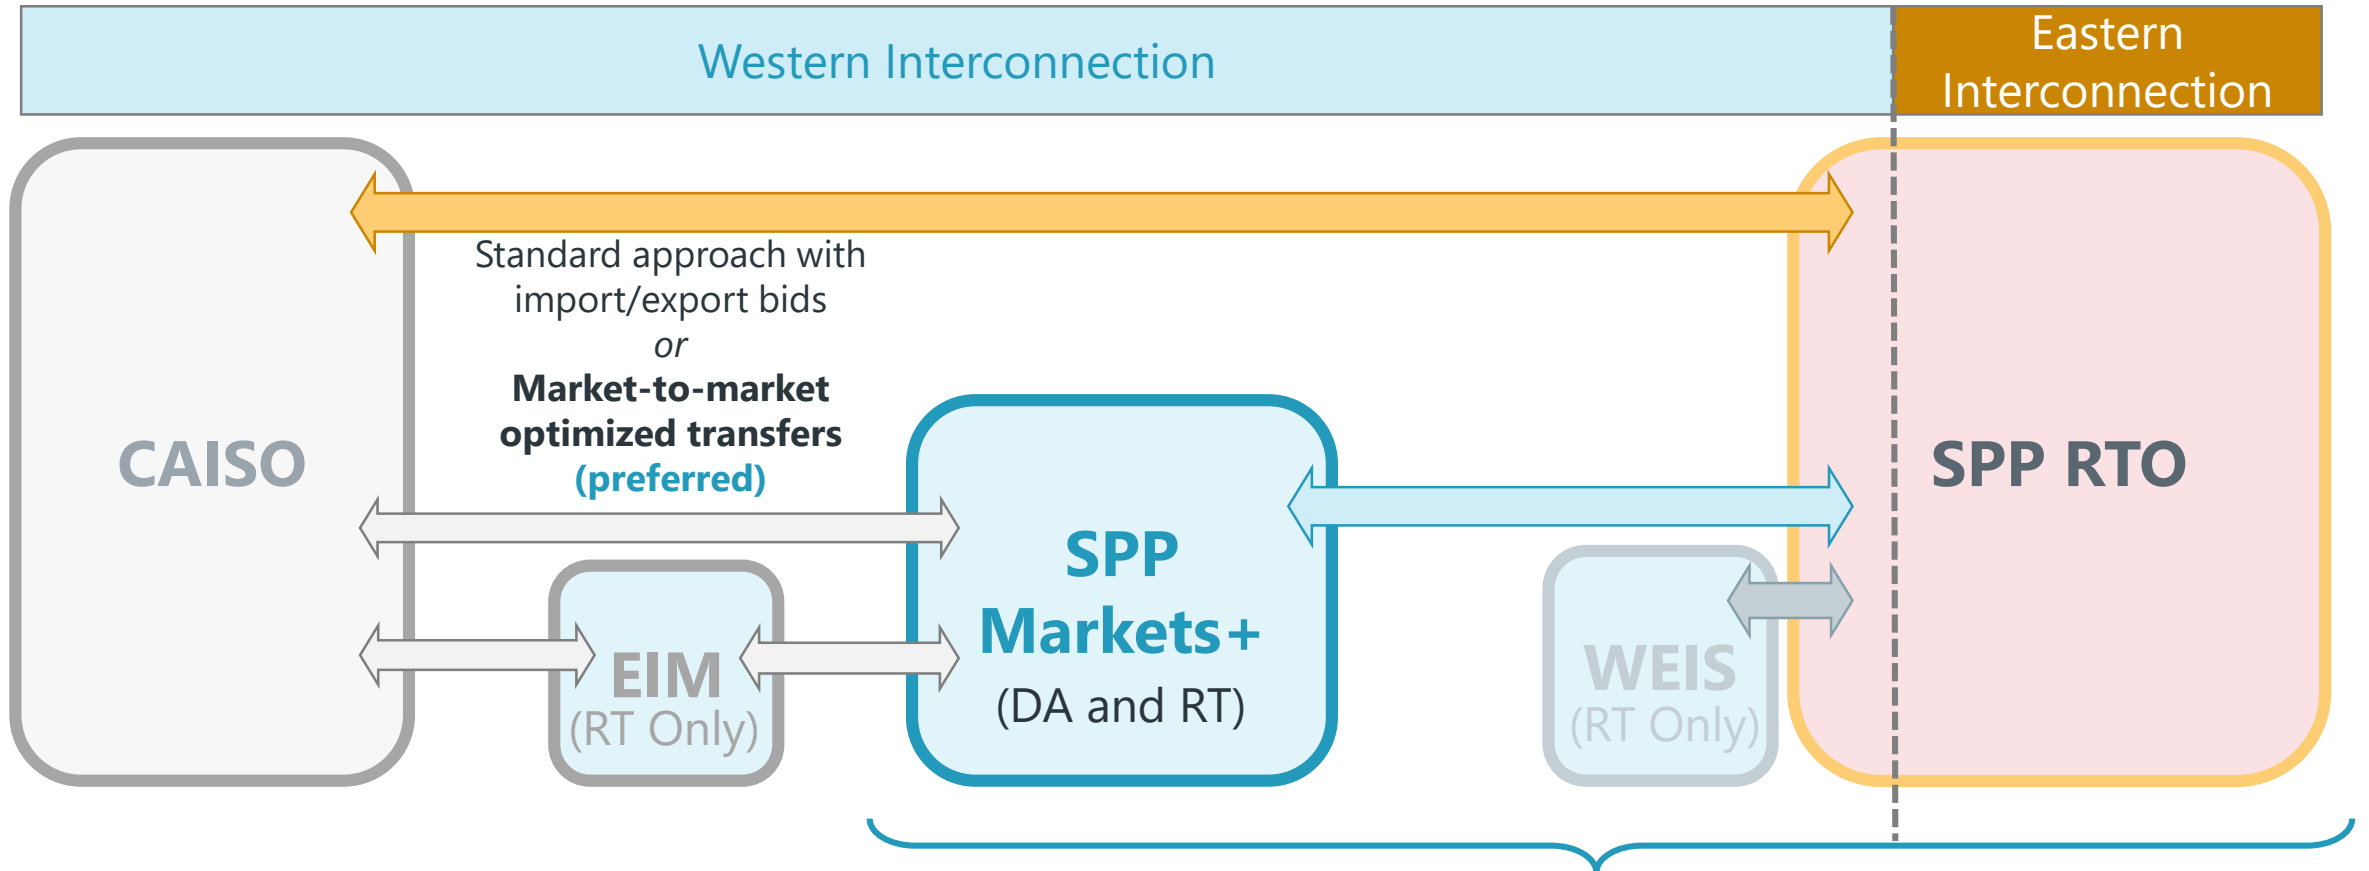 Western Interconnection
Eastern
Interconnection
Standard approach with
import/export bids
or
Market-to-market
optimized transfers
(preferred)
CAISO
SPP RTO
SPP
Markets+
(DA and RT)
EIM
(RT Only)
WEIS
(RT Only)